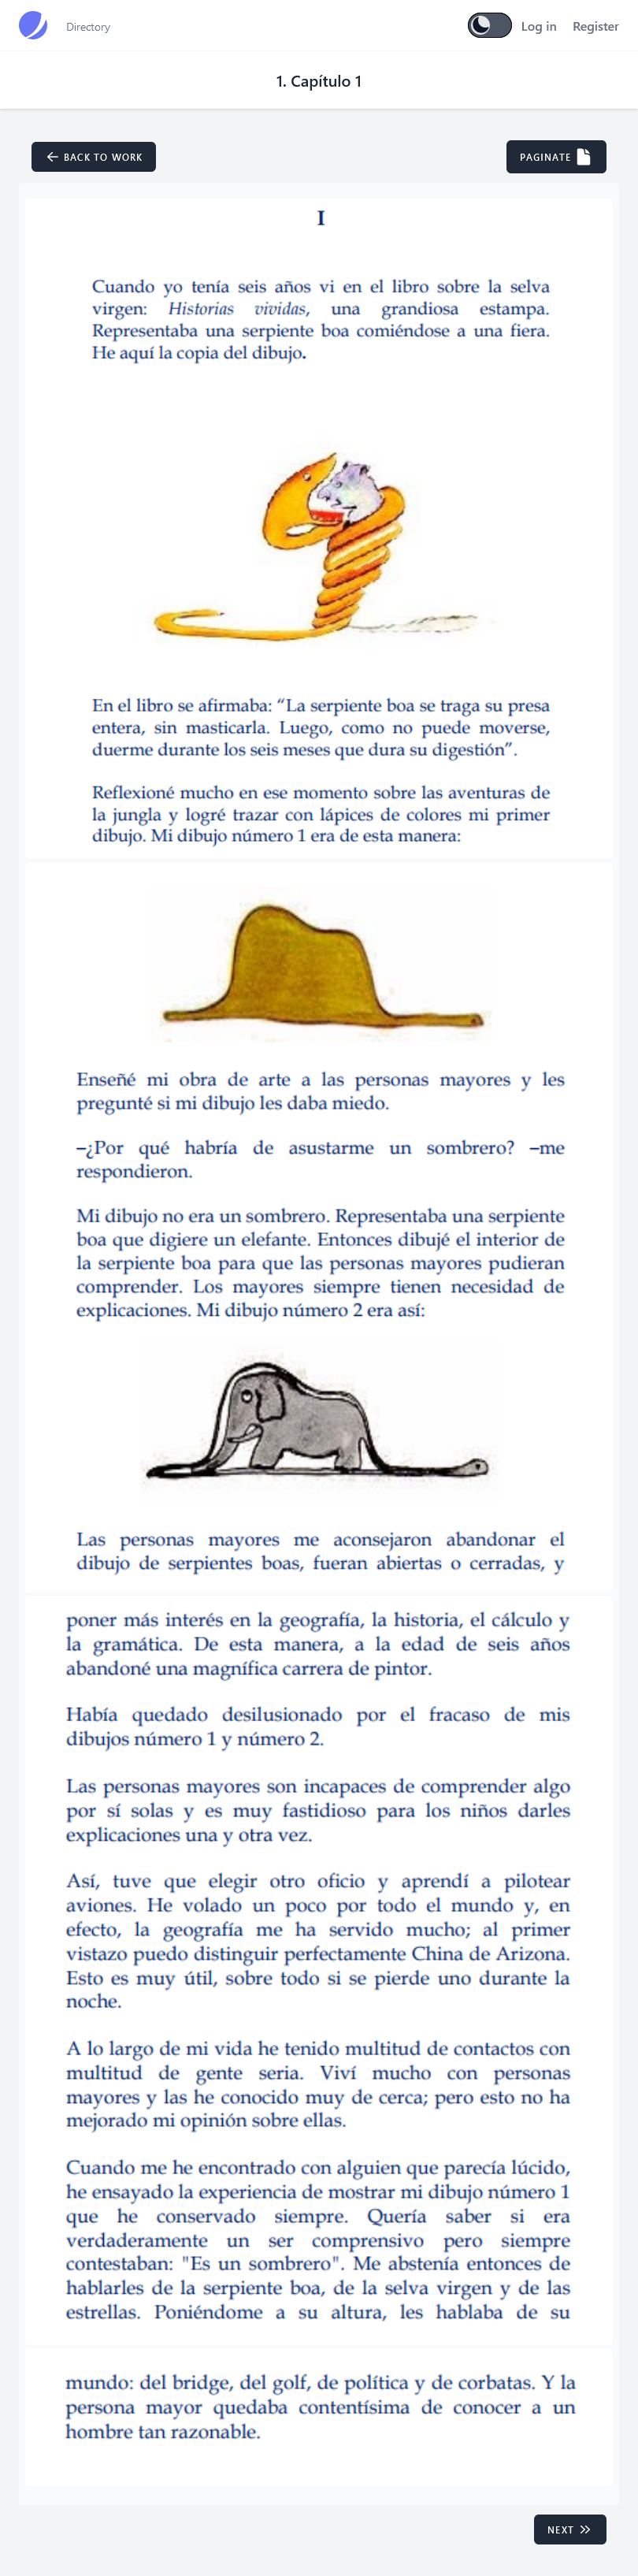 Directory
Log in
Register
1. Capítulo 1
BACK TO WORK
PAGINATE
I
Cuando yo tenía seis años vi en el libro sobre la selva
virgen: Historias vividas, una grandiosa estampa.
Representaba una serpiente boa comiéndose a una fiera.
He aquí la copia del dibujo.
En el libro se afirmaba: “La serpiente boa se traga su presa
entera, sin masticarla. Luego, como no puede moverse,
duerme durante los seis meses que dura su digestión”.
Reflexioné mucho en ese momento sobre las aventuras de
la jungla y logré trazar con lápices de colores mi primer
dibujo. Mi dibujo número 1 era de esta manera:
Enseñé mi obra de arte a las personas mayores y les
pregunté si mi dibujo les daba miedo.
–¿Por qué habría de asustarme un sombrero? –me
respondieron.
Mi dibujo no era un sombrero. Representaba una serpiente
boa que digiere un elefante. Entonces dibujé el interior de
la serpiente boa para que las personas mayores pudieran
comprender. Los mayores siempre tienen necesidad de
explicaciones. Mi dibujo número 2 era así:
Las personas mayores me aconsejaron abandonar el
dibujo de serpientes boas, fueran abiertas o cerradas, y
poner más interés en la geografía, la historia, el cálculo y
la gramática. De esta manera, a la edad de seis años
abandoné una magnífica carrera de pintor.
Había quedado desilusionado por el fracaso de mis
dibujos número 1 y número 2.
Las personas mayores son incapaces de comprender algo
por sí solas y es muy fastidioso para los niños darles
explicaciones una y otra vez.
Así, tuve que elegir otro oficio y aprendí a pilotear
aviones. He volado un poco por todo el mundo y, en
efecto, la geografía me ha servido mucho; al primer
vistazo puedo distinguir perfectamente China de Arizona.
Esto es muy útil, sobre todo si se pierde uno durante la
noche.
A lo largo de mi vida he tenido multitud de contactos con
multitud de gente seria. Viví mucho con personas
mayores y las he conocido muy de cerca; pero esto no ha
mejorado mi opinión sobre ellas.
Cuando me he encontrado con alguien que parecía lúcido,
he ensayado la experiencia de mostrar mi dibujo número 1
que he conservado siempre. Quería saber si era
verdaderamente un ser comprensivo pero siempre
contestaban: "Es un sombrero". Me abstenía entonces de
hablarles de la serpiente boa, de la selva virgen y de las
estrellas. Poniéndome a su altura, les hablaba de su
mundo: del bridge, del golf, de política y de corbatas. Y la
persona mayor quedaba contentísima de conocer a un
hombre tan razonable.
NEXT